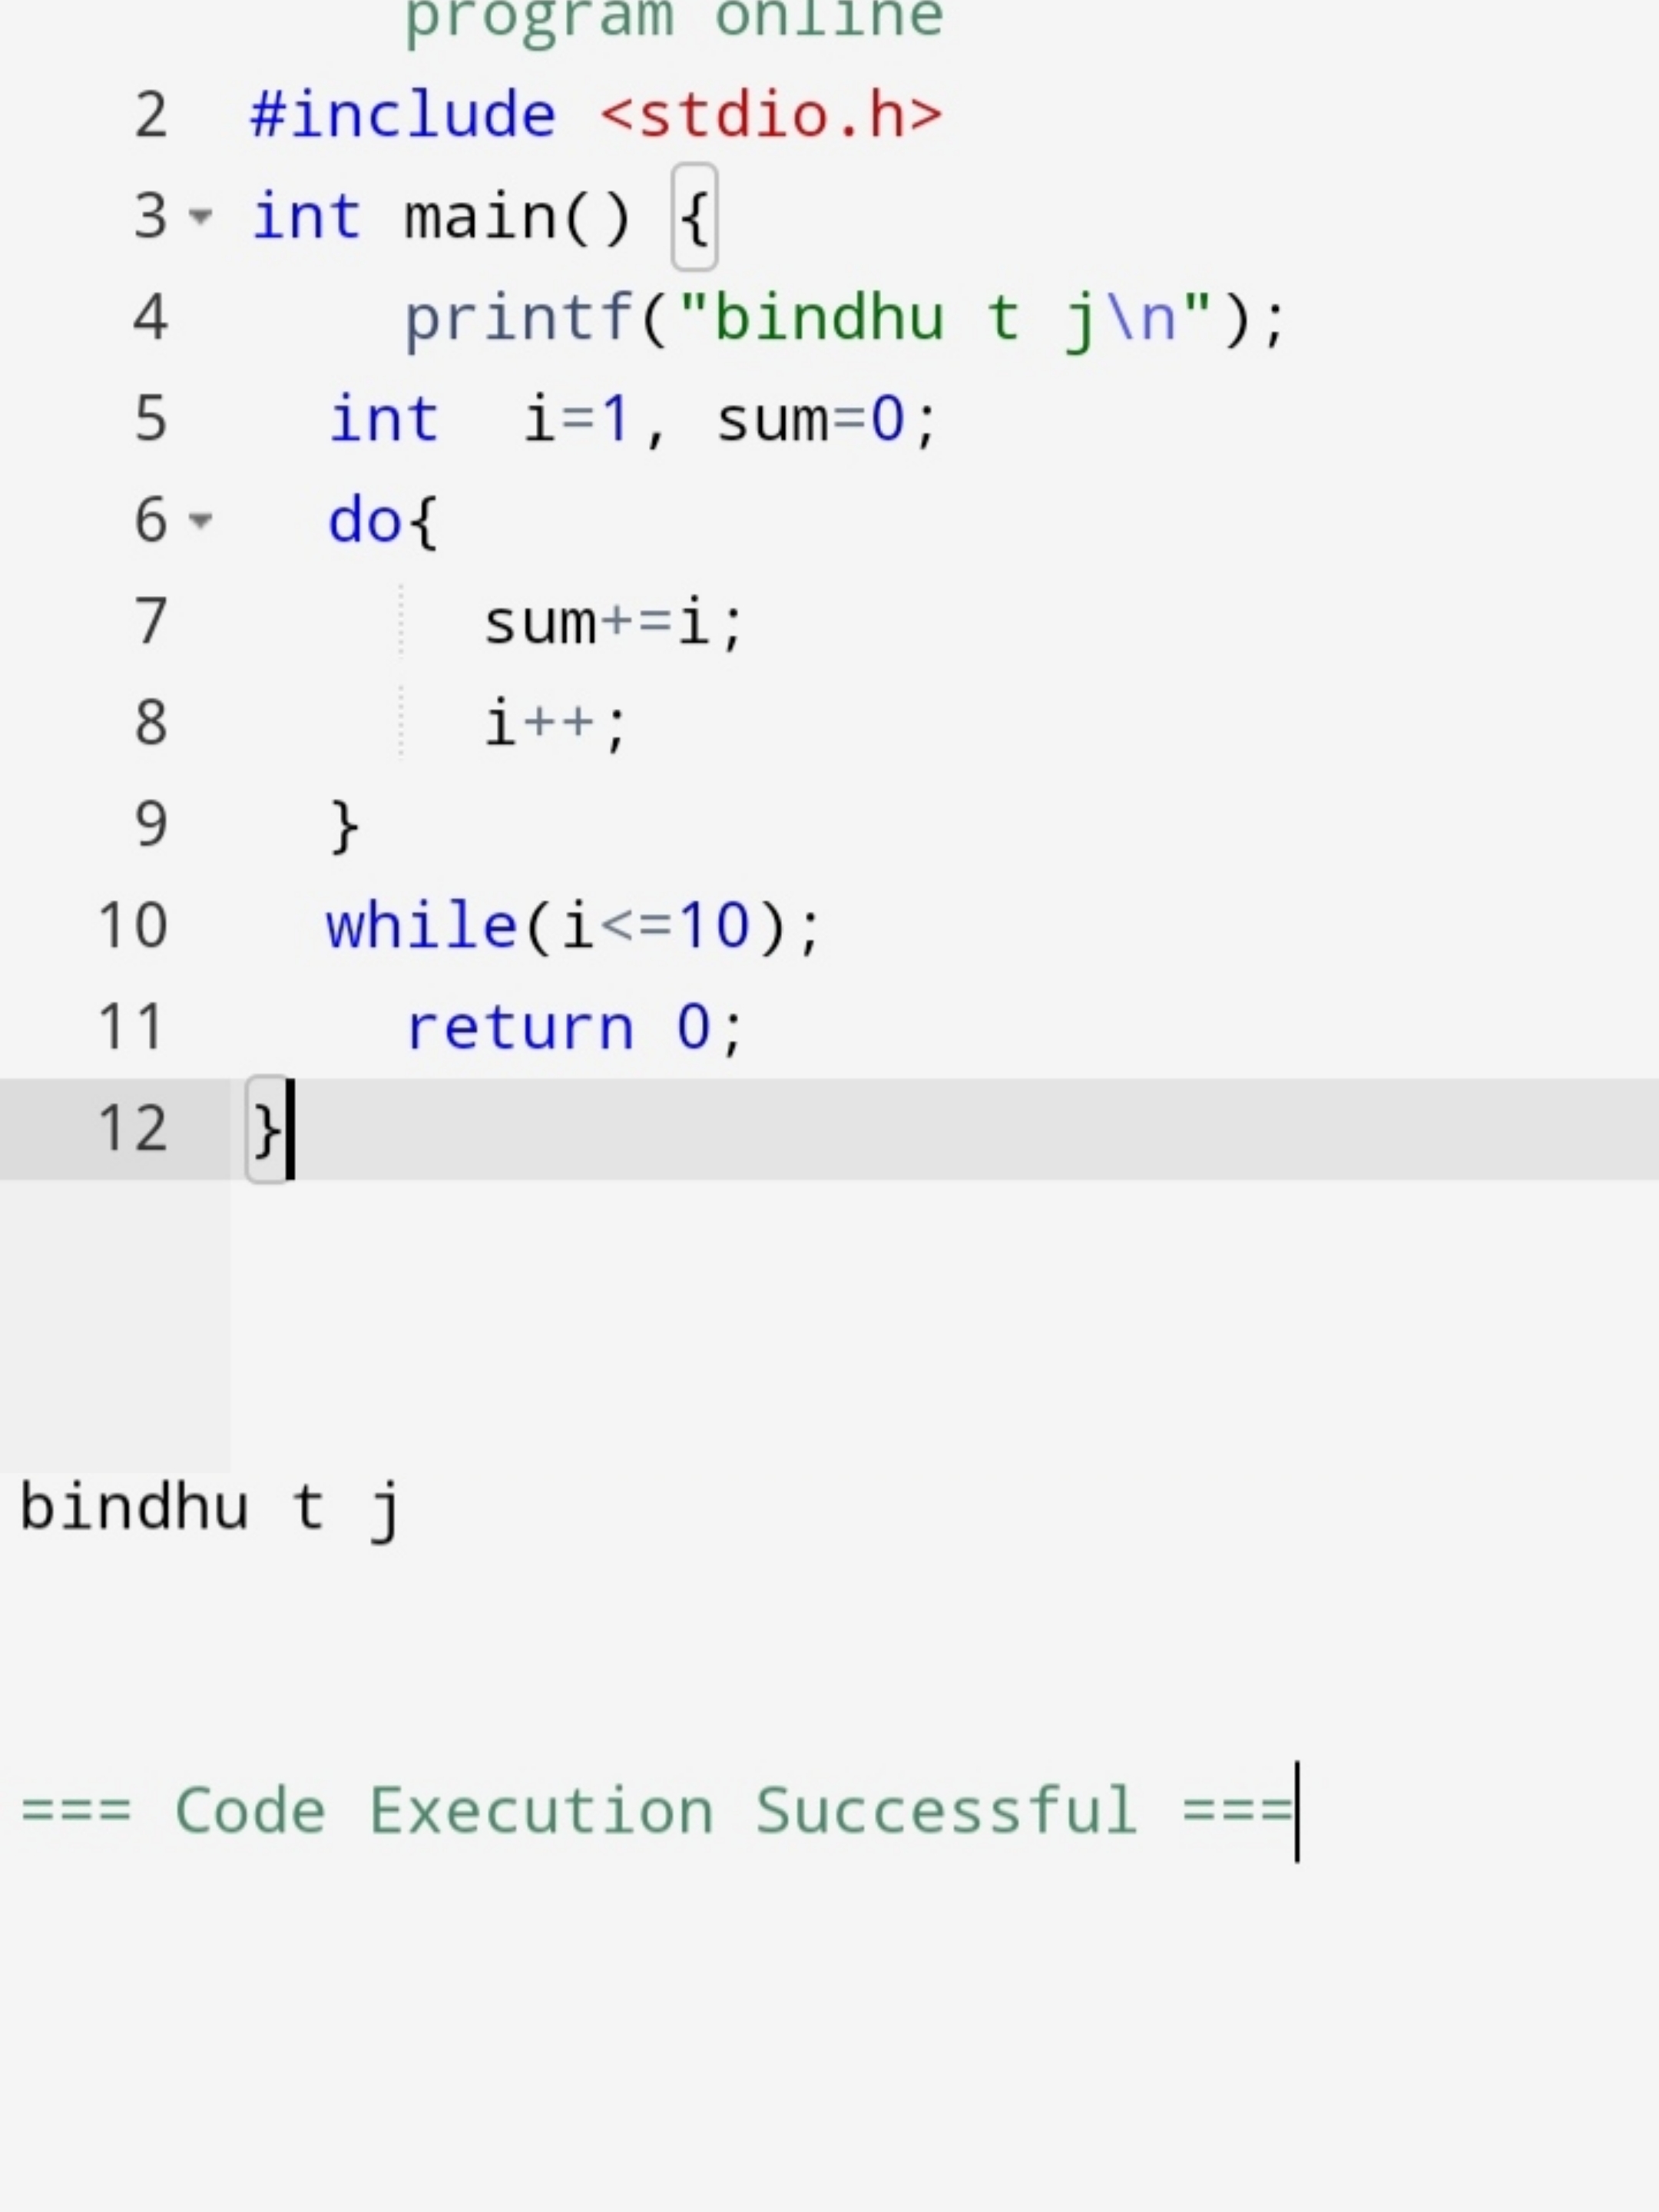 program online
2 #include <stdio.h>
3 int main() {
4 printf("bindhu t j\n");
5 int  i=1, sum=0;
6 do{
7 sum+=i;
8 i++;
9 }
10 while(i<=10);
11 return 0;
12 }
bindhu t j
=== Code Execution Successful ===